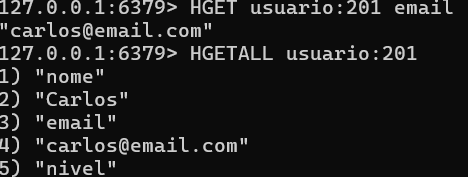 127.0.0.1:6379> HGET usuario:201 email
"carlos@email.com"
127.0.0.1:6379> HGETALL usuario:201
1) "nome"
2) "Carlos"
3) "email"
4) "carlos@email.com"
5) "nivel"